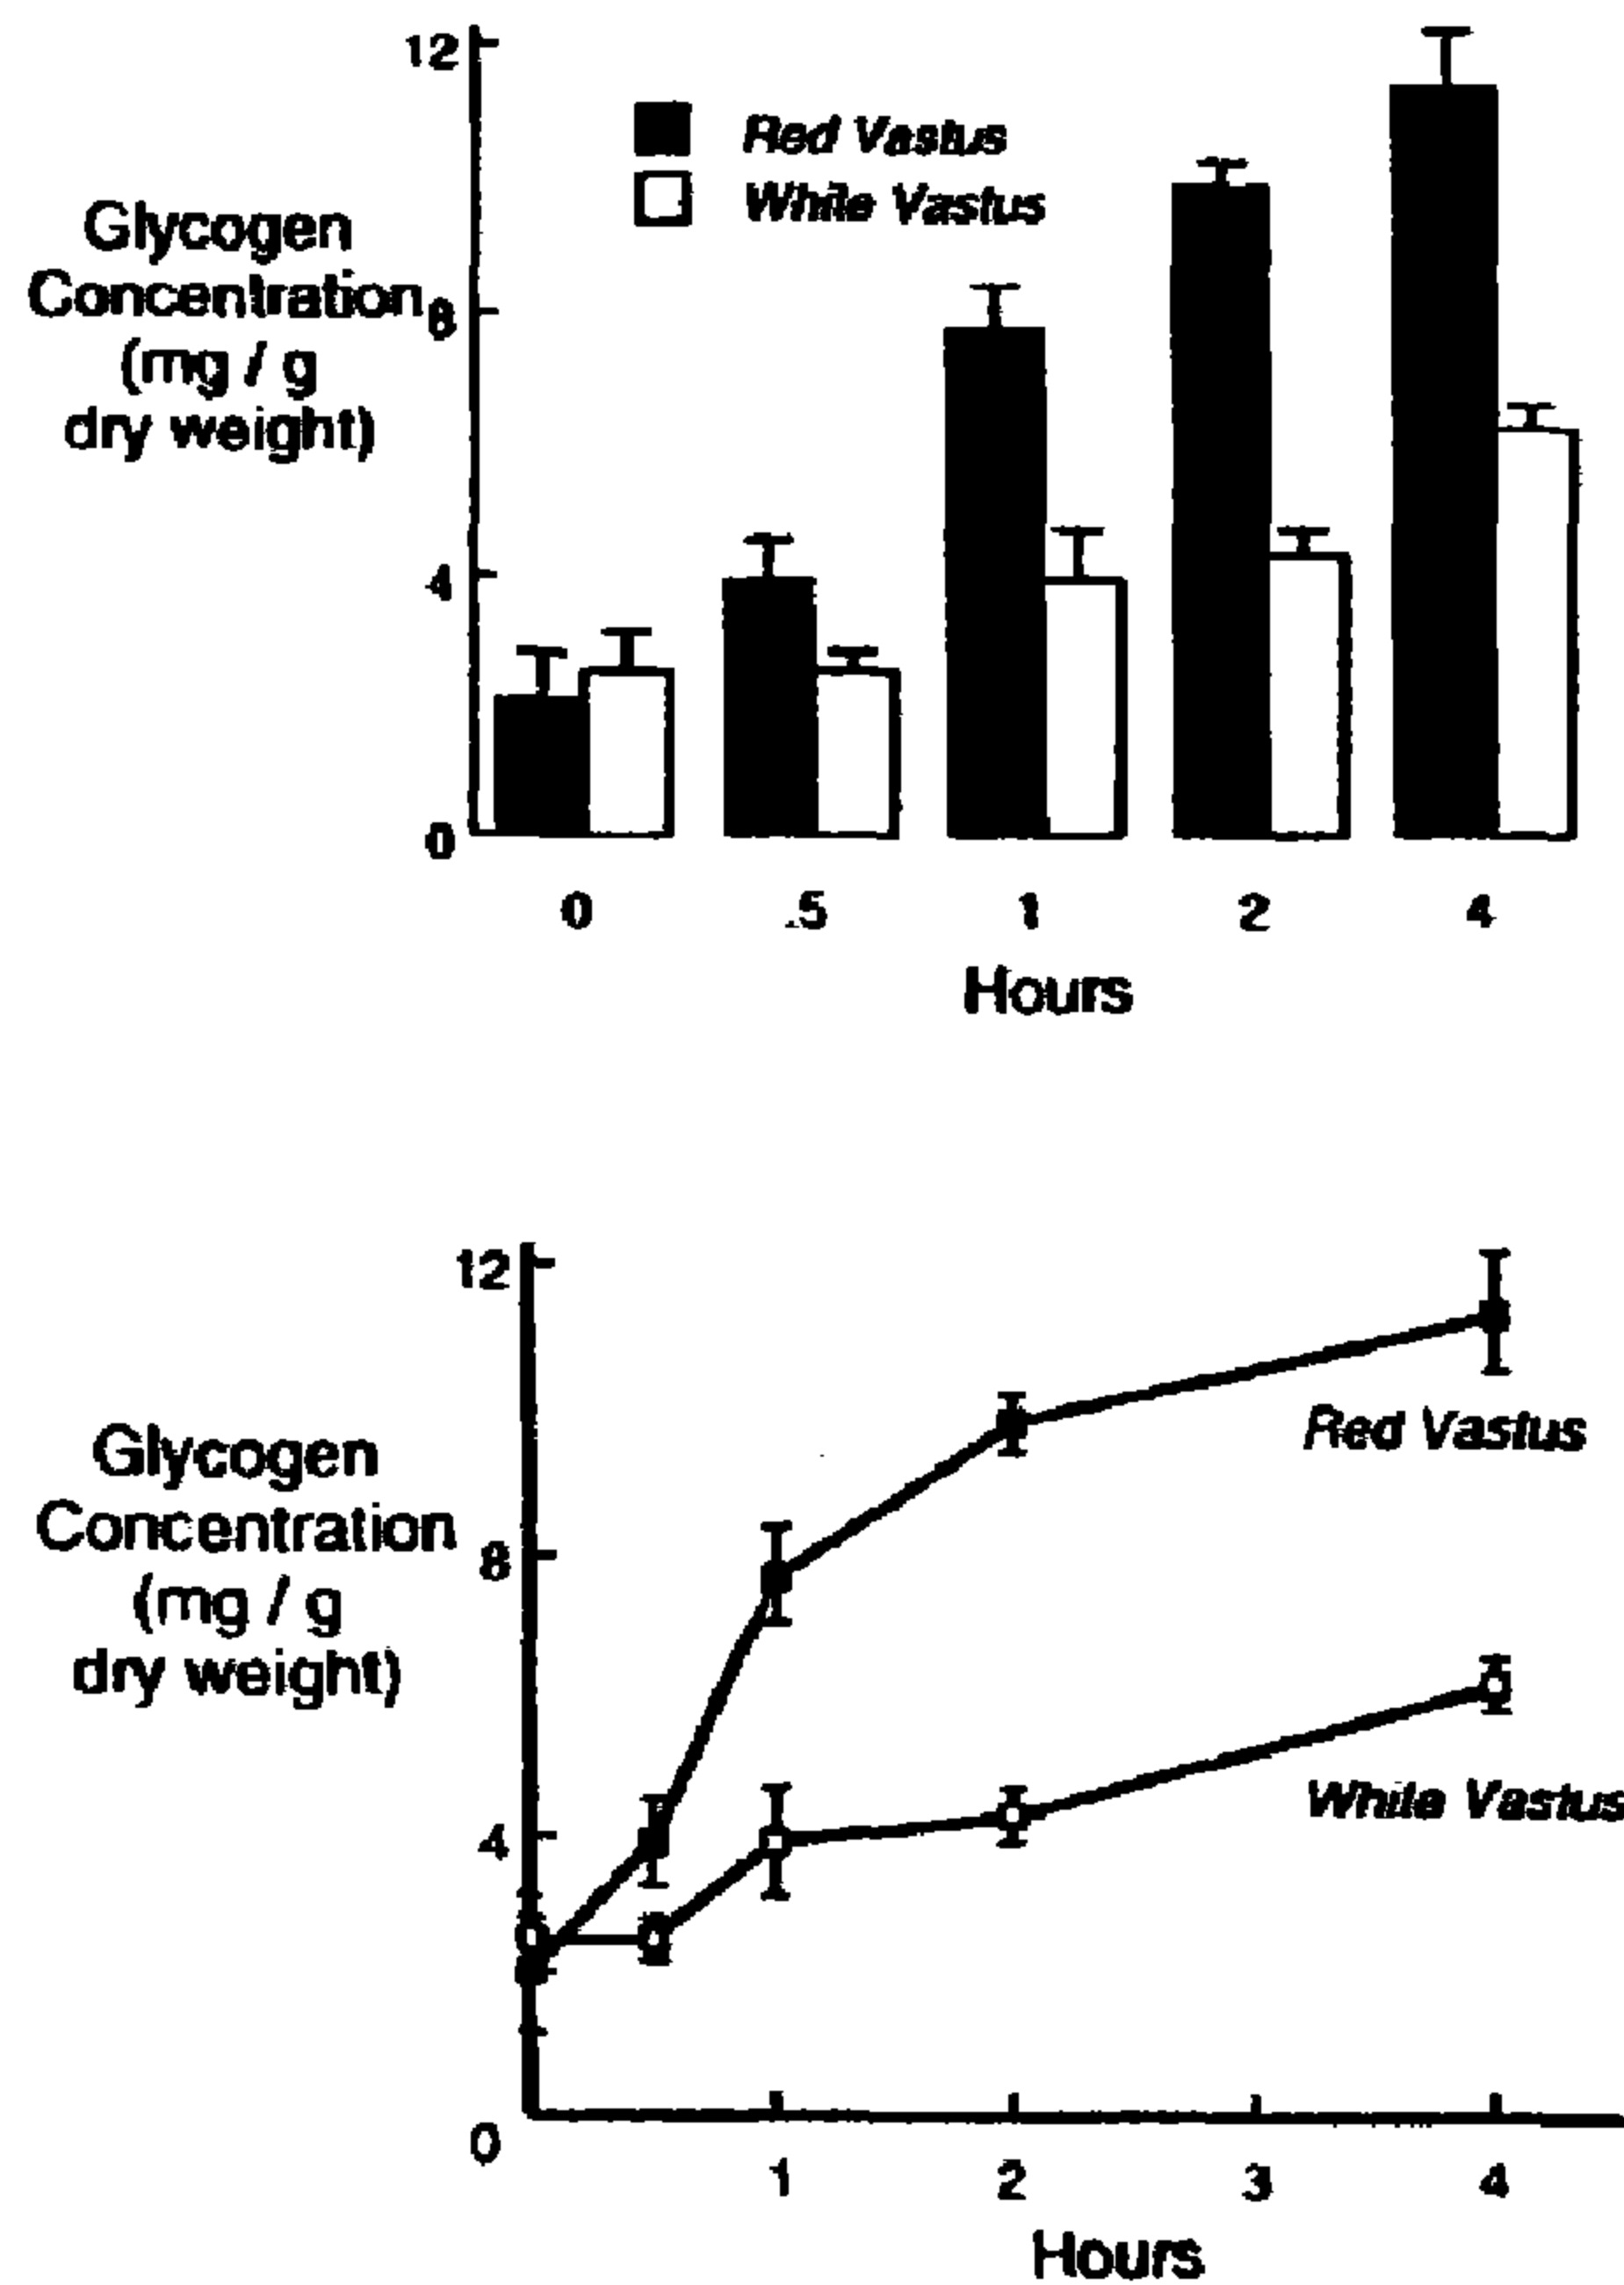 12
Red Vastus
White Vastus
Glycogen
Concentration
8
(mg / g
dry weight)
4
0
0 .5 1 2 4
Hours
12
Red Vastus
Glycogen
Concentration
8
(mg / g
dry weight)
White Vastus
4
0
1 2 3 4
Hours